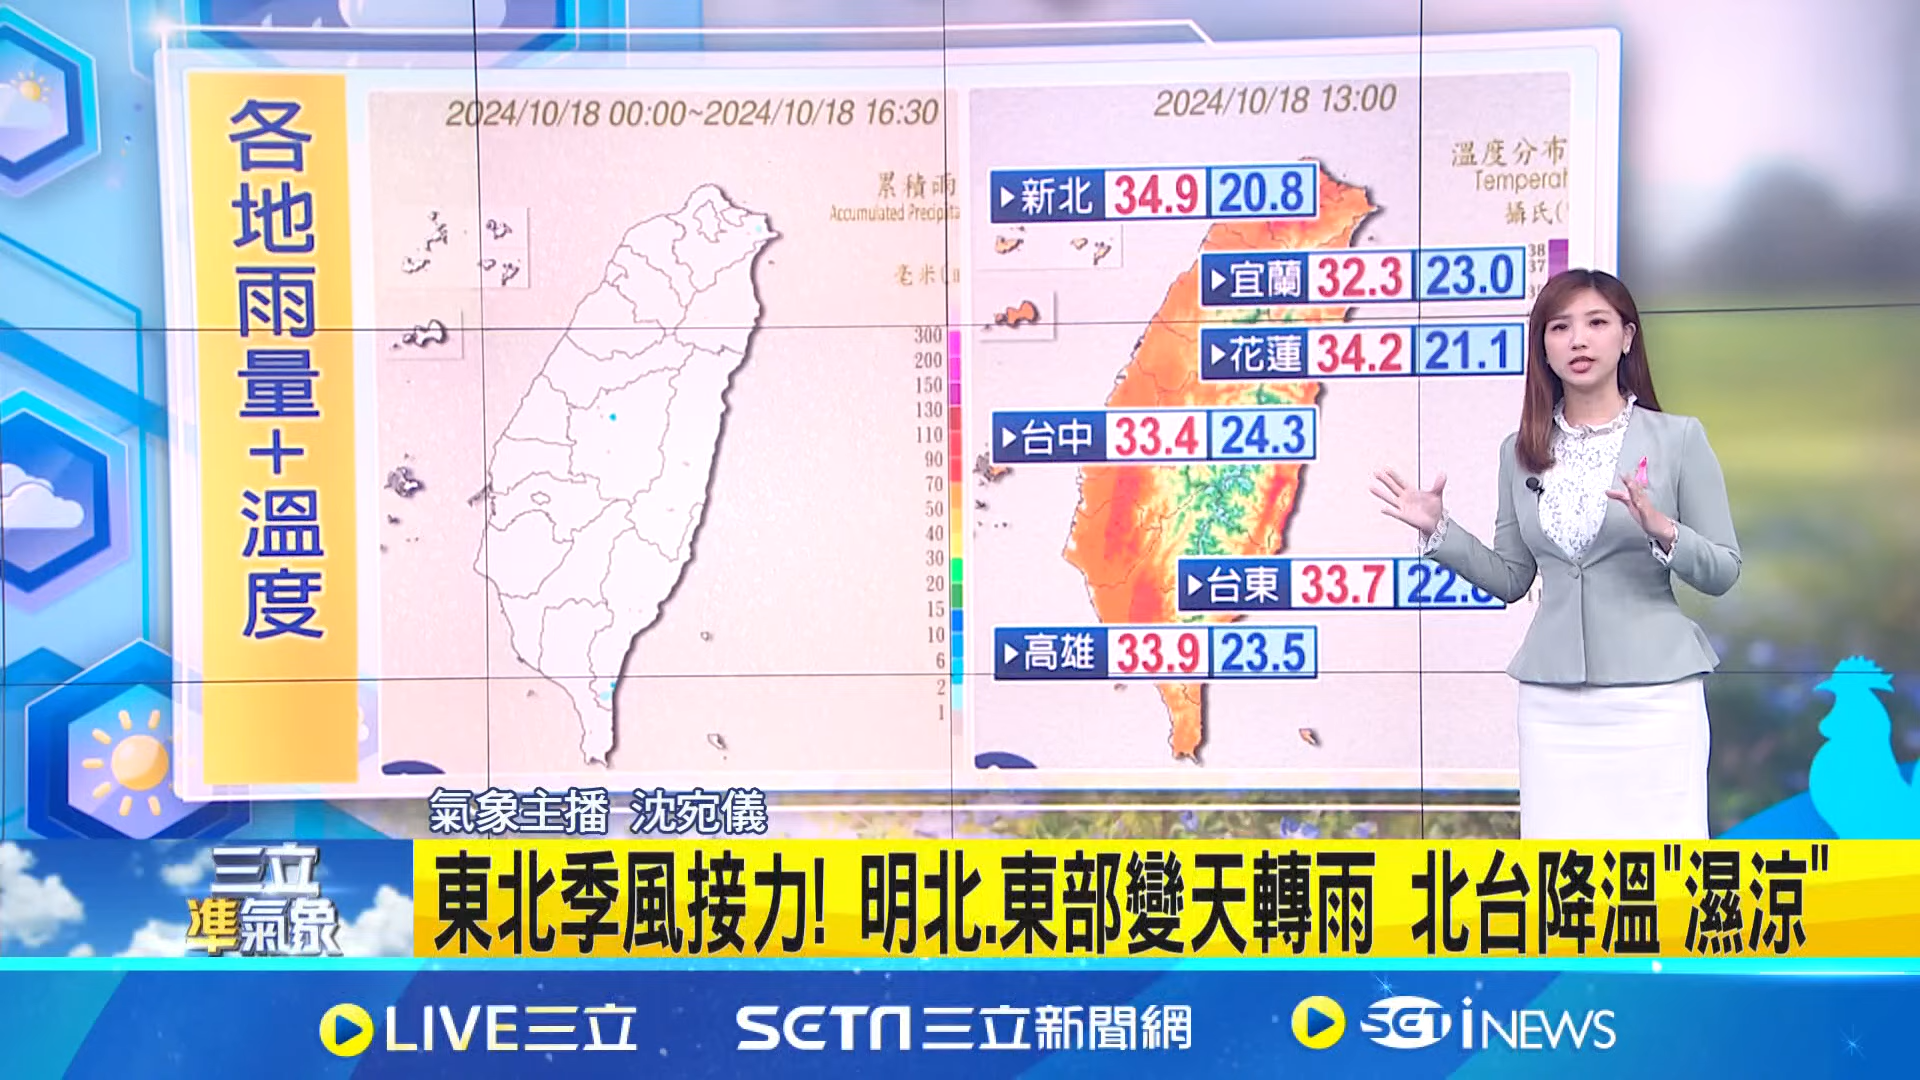 各地雨量+溫度
2024/10/18 00:00~2024/10/18 16:30
累積雨
Accumulated Precipita
毫米(
300
200
150
130
110
90
70
50
40
30
20
15
10
6
2
1
2024/10/18 13:00
溫度分布
Temperat
攝氏(
38
37
新北 34.9 20.8
宜蘭 32.3 23.0
花蓮 34.2 21.1
台中 33.4 24.3
台東 33.7 22.8
高雄 33.9 23.5
氣象主播 沈宛儀
三立
準氣象
東北季風接力! 明北.東部變天轉雨 北台降溫"濕涼"
LIVE三立
SETN三立新聞網
SETiNEWS